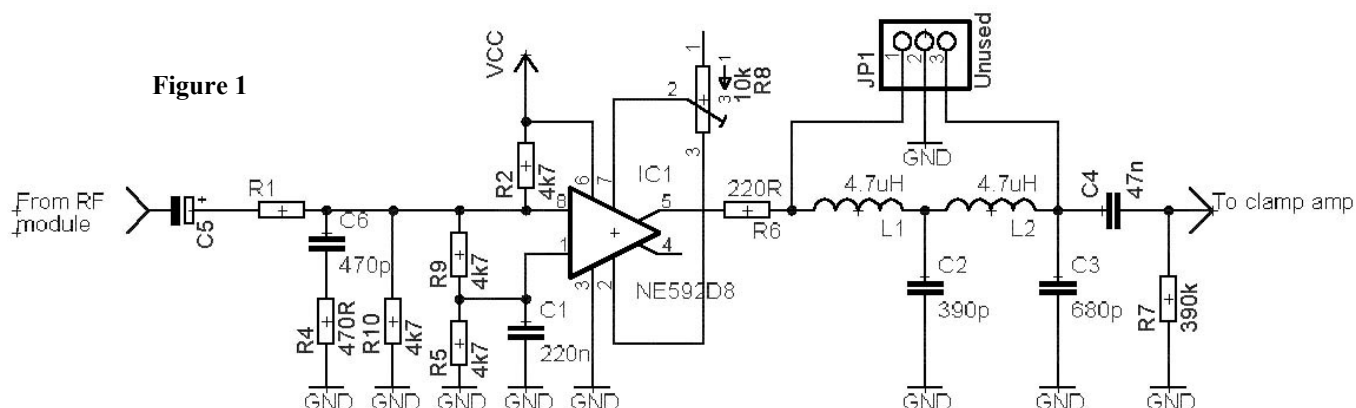 Figure 1
VCC
1
2
3
1
3
10k
R8
JP1
1
2
3
Unused
GND
From RF
module
C5
+
R1
C6
470p
R4
470R
R10
4k7
R9
4k7
R5
4k7
R2
4k7
C1
220n
8
1
6
7
3
2
5
4
IC1
NE592D8
220R
R6
4.7uH
L1
4.7uH
L2
C2
390p
C3
680p
C4
47n
R7
390k
To clamp amp
GND
GND
GND
GND
GND
GND
GND
GND